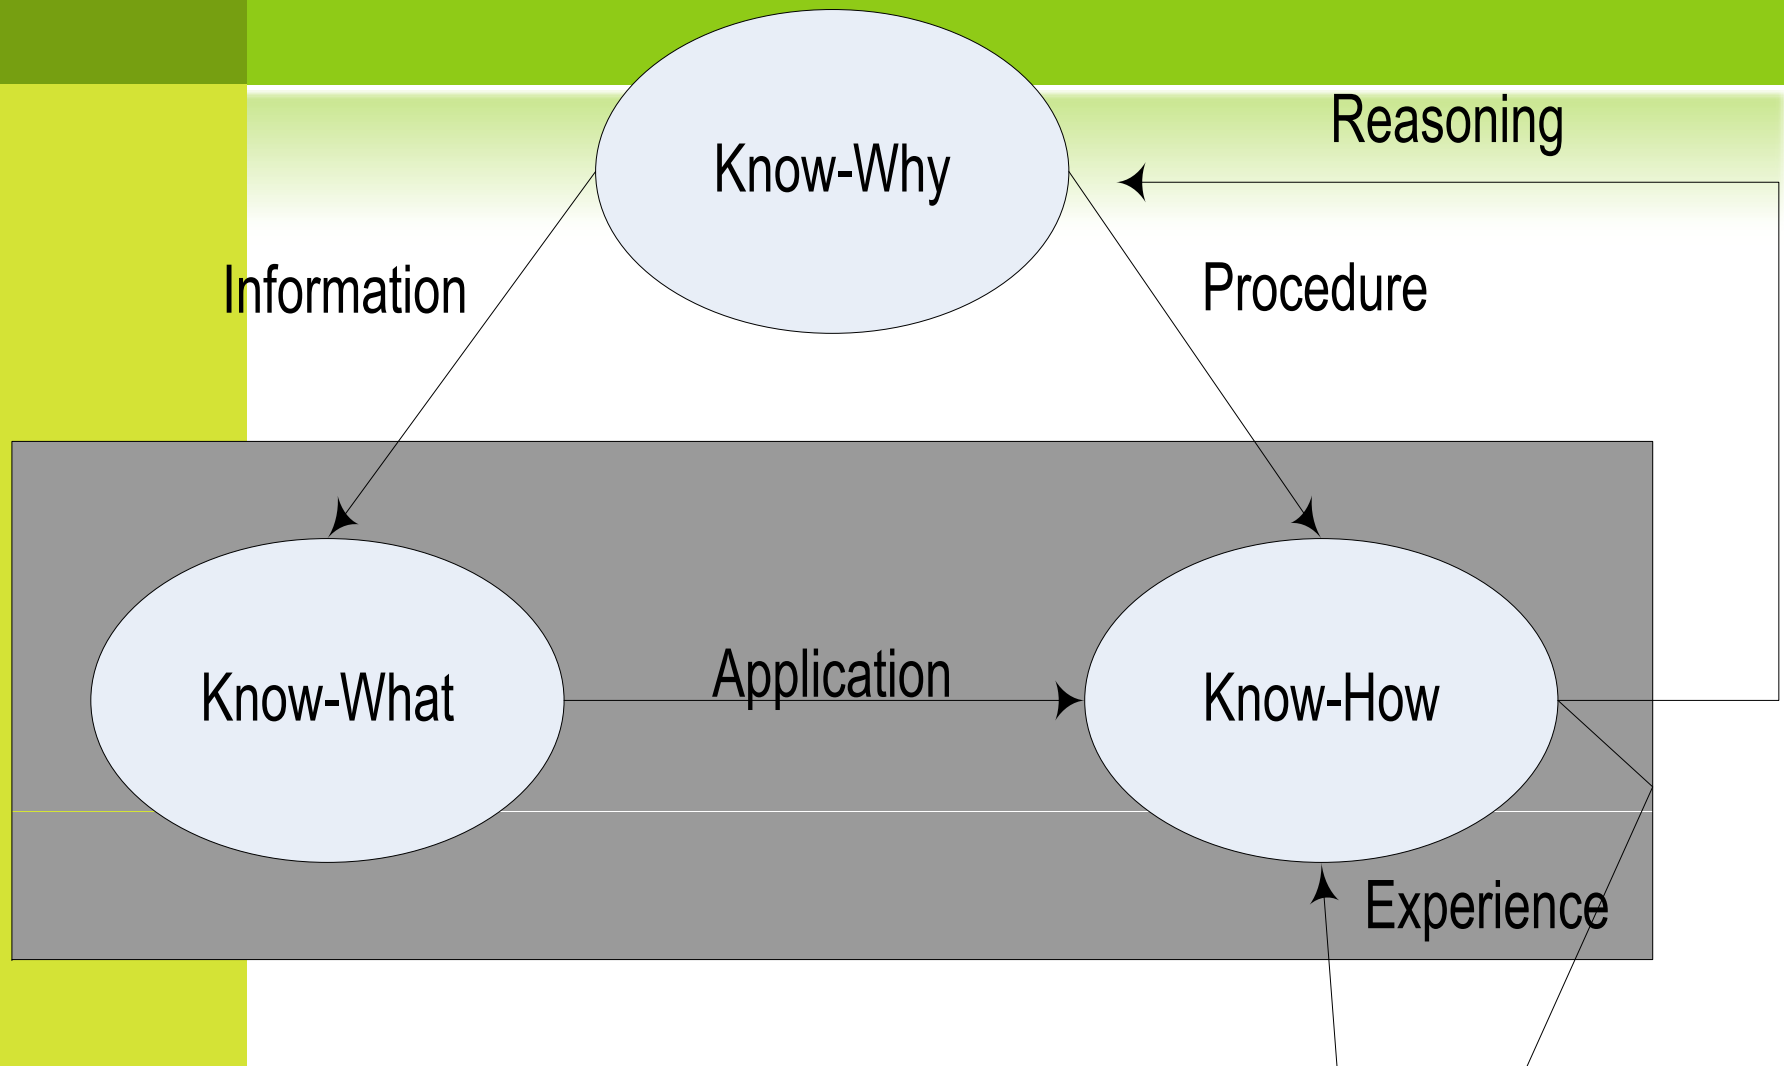 Reasoning
Know-Why
Information
Procedure
Application
Know-What
Know-How
Experience